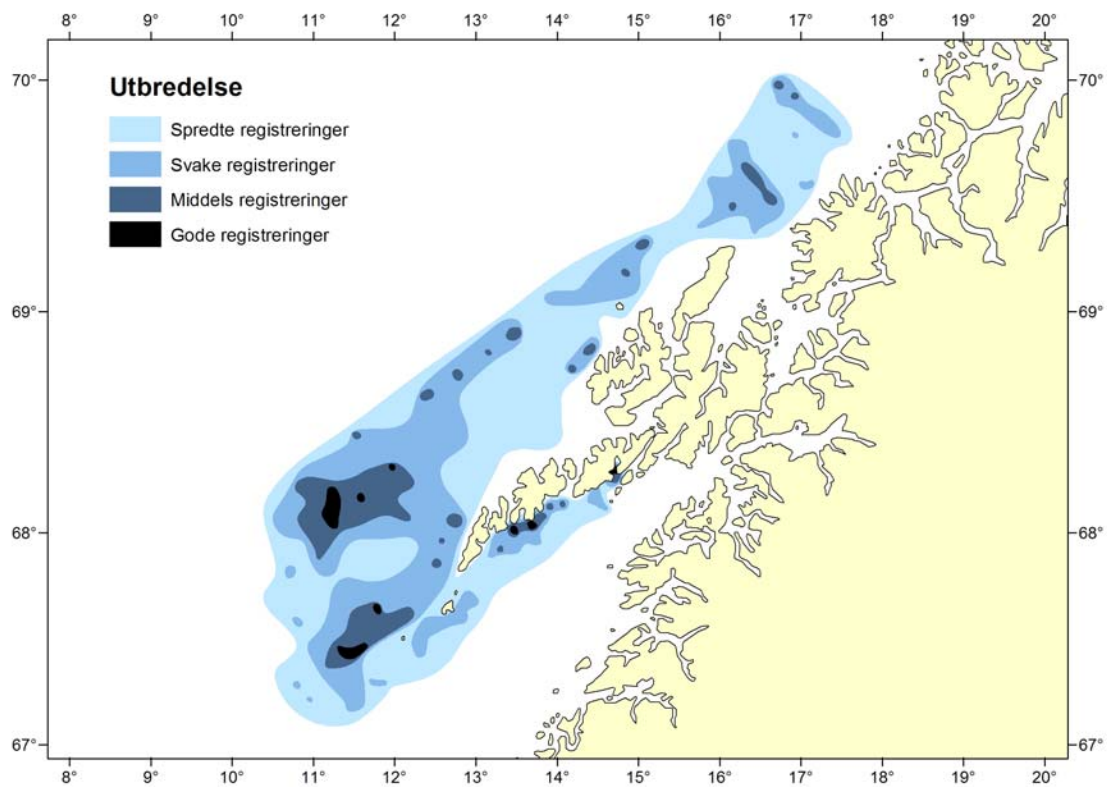 8° 9° 10° 11° 12° 13° 14° 15° 16° 17° 18° 19° 20°
70° 70°
Utbredelse
Spredte registreringer
Svake registreringer
Middels registreringer
Gode registreringer
69° 69°
68° 68°
67° 67°
8° 9° 10° 11° 12° 13° 14° 15° 16° 17° 18° 19° 20°